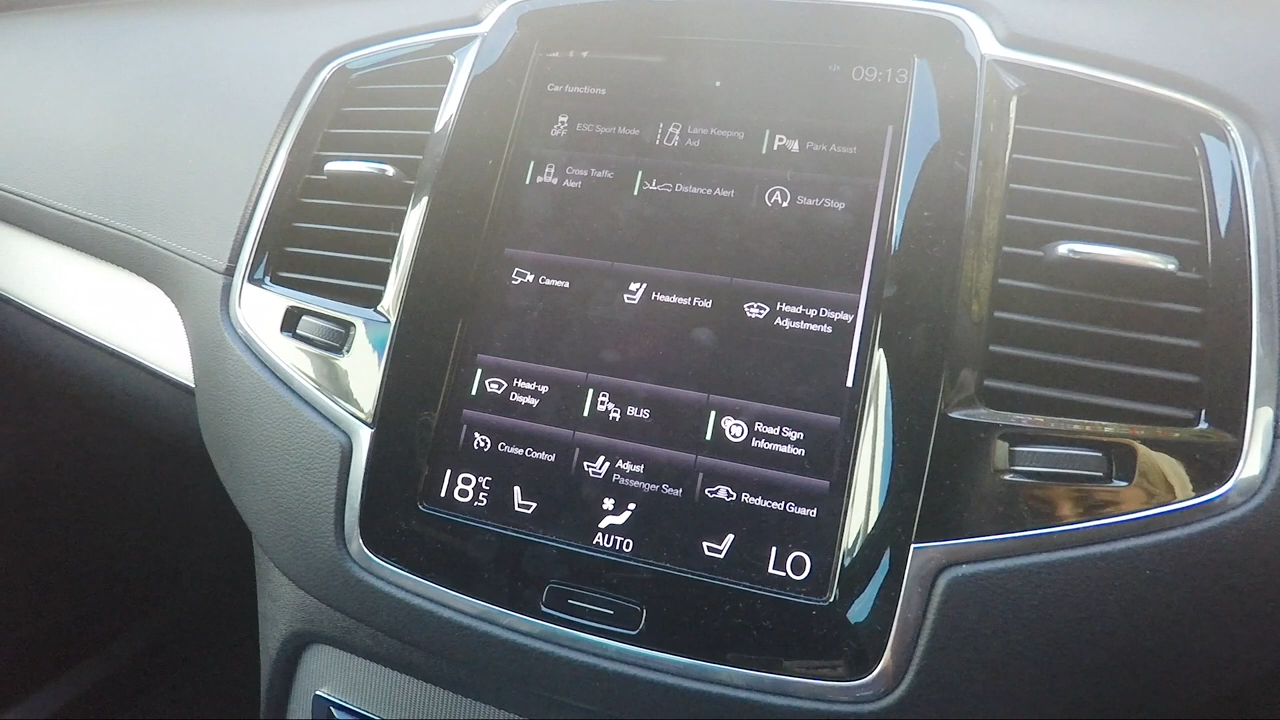 09:13
Car functions
OFF
ESC Sport Mode
Lane Keeping
Aid
P
Park Assist
Cross Traffic
Alert
Distance Alert
A
Start/Stop
Camera
Headrest Fold
Head-up Display
Adjustments
Head-up
Display
BLIS
Road Sign
Information
Cruise Control
Adjust
Passenger Seat
Reduced Guard
18,5 °C
AUTO
LO